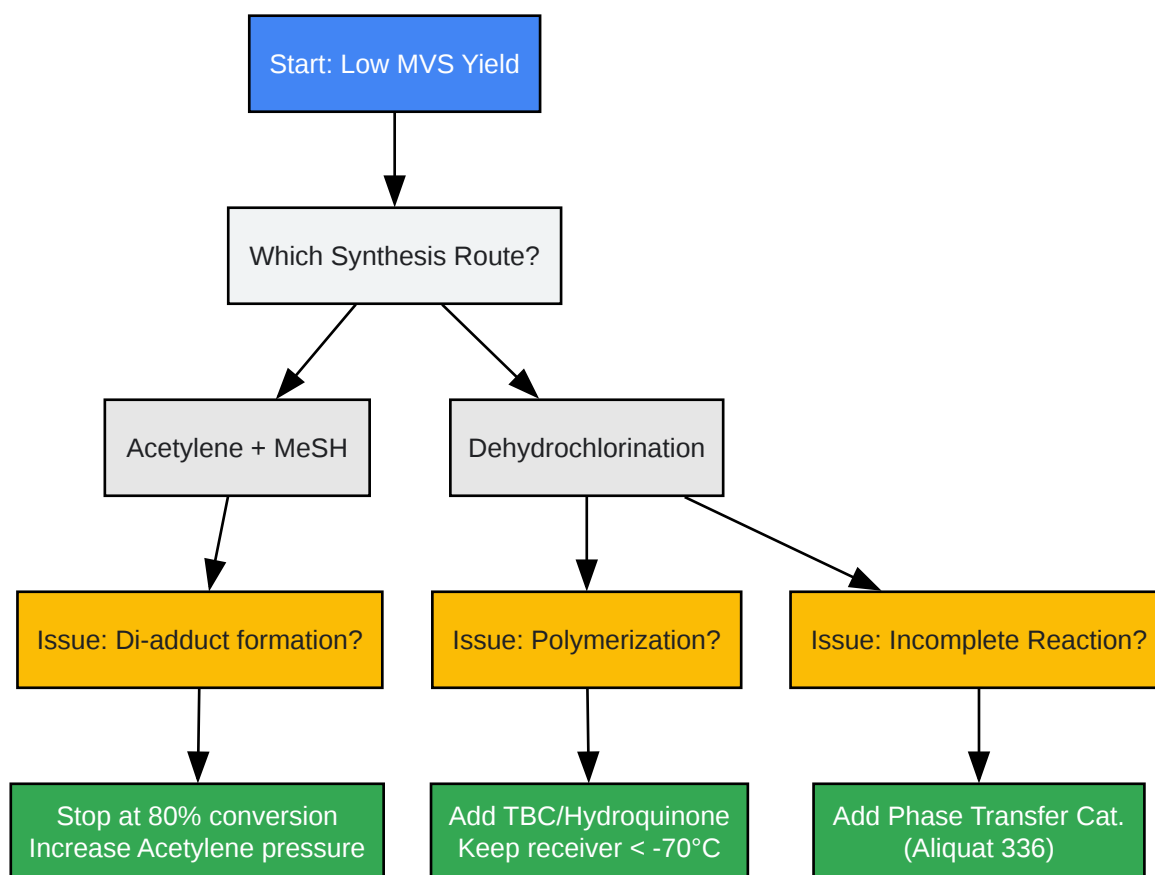 Start: Low MVS Yield
Which Synthesis Route?
Acetylene + MeSH
Dehydrochlorination
Issue: Di-adduct formation?
Issue: Polymerization?
Issue: Incomplete Reaction?
Stop at 80% conversion
Increase Acetylene pressure
Add TBC/Hydroquinone
Keep receiver < -70°C
Add Phase Transfer Cat.
(Aliquat 336)